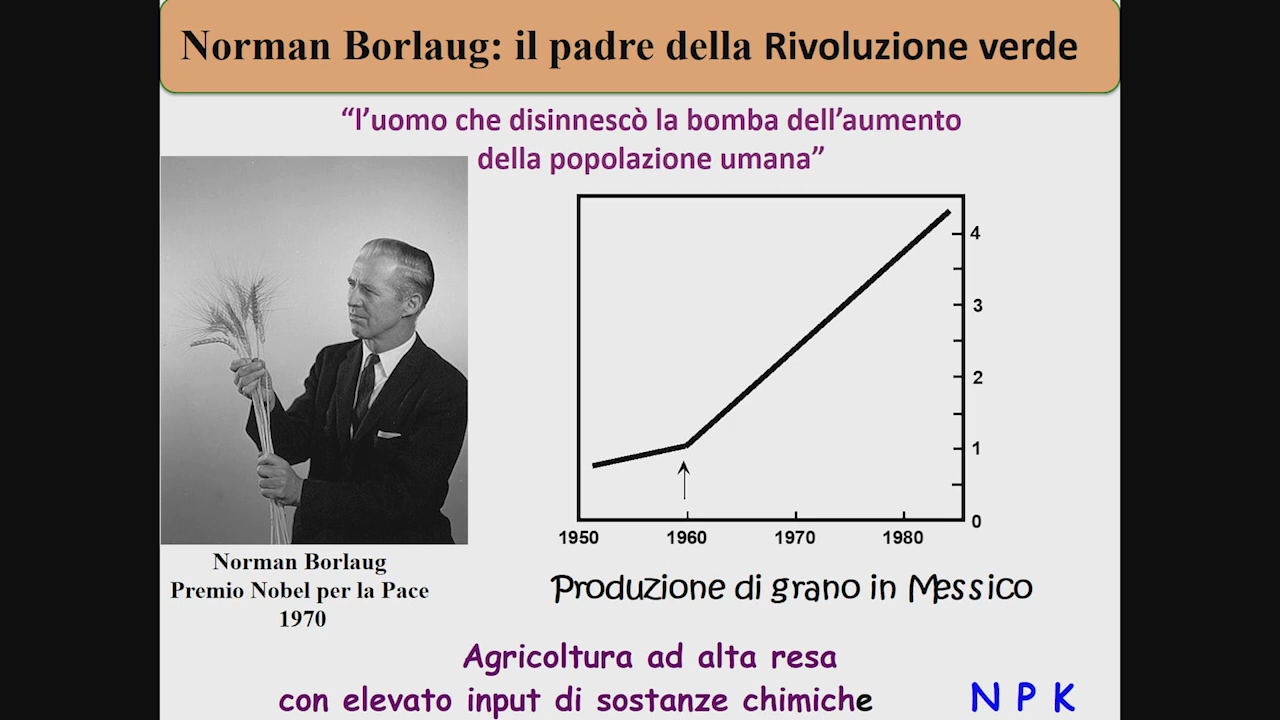 Norman Borlaug: il padre della Rivoluzione verde
“l’uomo che disinnescò la bomba dell’aumento
della popolazione umana”
4
3
2
1
0
1950 1960 1970 1980
Produzione di grano in Messico
Norman Borlaug
Premio Nobel per la Pace
1970
Agricoltura ad alta resa
con elevato input di sostanze chimiche
N P K